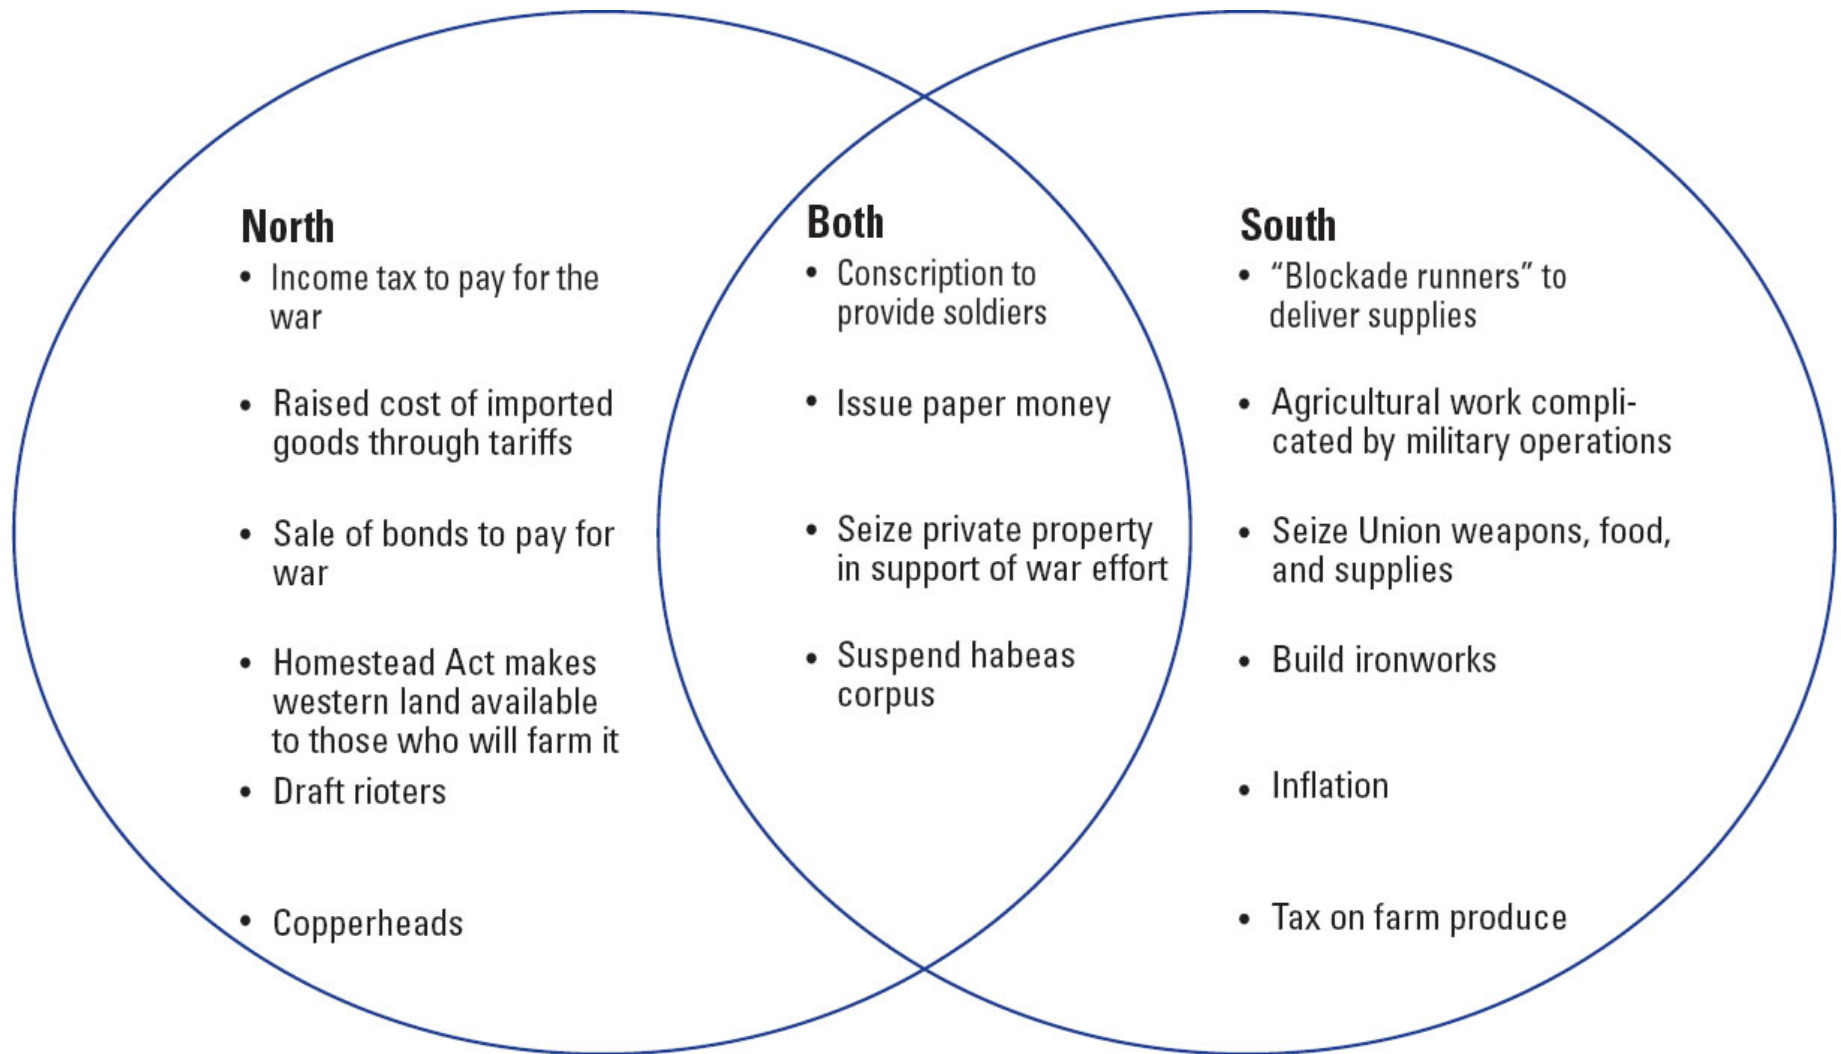 North
• Income tax to pay for the
war
• Raised cost of imported
goods through tariffs
• Sale of bonds to pay for
war
• Homestead Act makes
western land available
to those who will farm it
• Draft rioters
• Copperheads
Both
• Conscription to
provide soldiers
• Issue paper money
• Seize private property
in support of war effort
• Suspend habeas
corpus
South
• “Blockade runners” to
deliver supplies
• Agricultural work compli-
cated by military operations
• Seize Union weapons, food,
and supplies
• Build ironworks
• Inflation
• Tax on farm produce